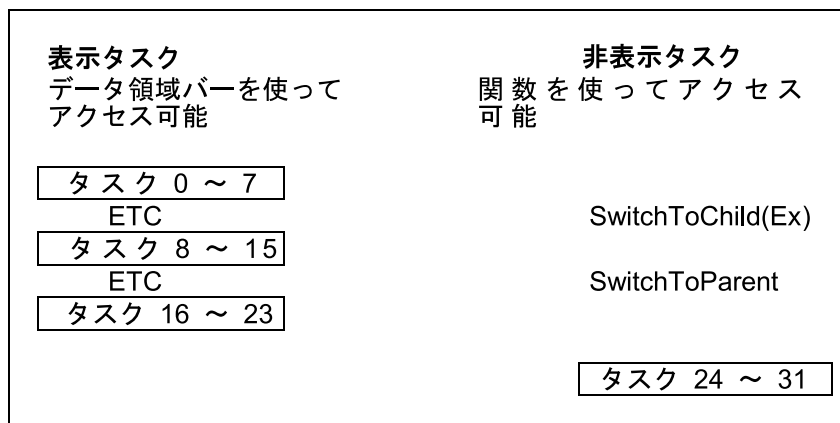 表示タスク
データ領域バーを使って
アクセス可能
非表示タスク
関数を使ってアクセス
可能
タスク 0 ～ 7
ETC
SwitchToChild(Ex)
タスク 8 ～ 15
ETC
SwitchToParent
タスク 16 ～ 23
タスク 24 ～ 31